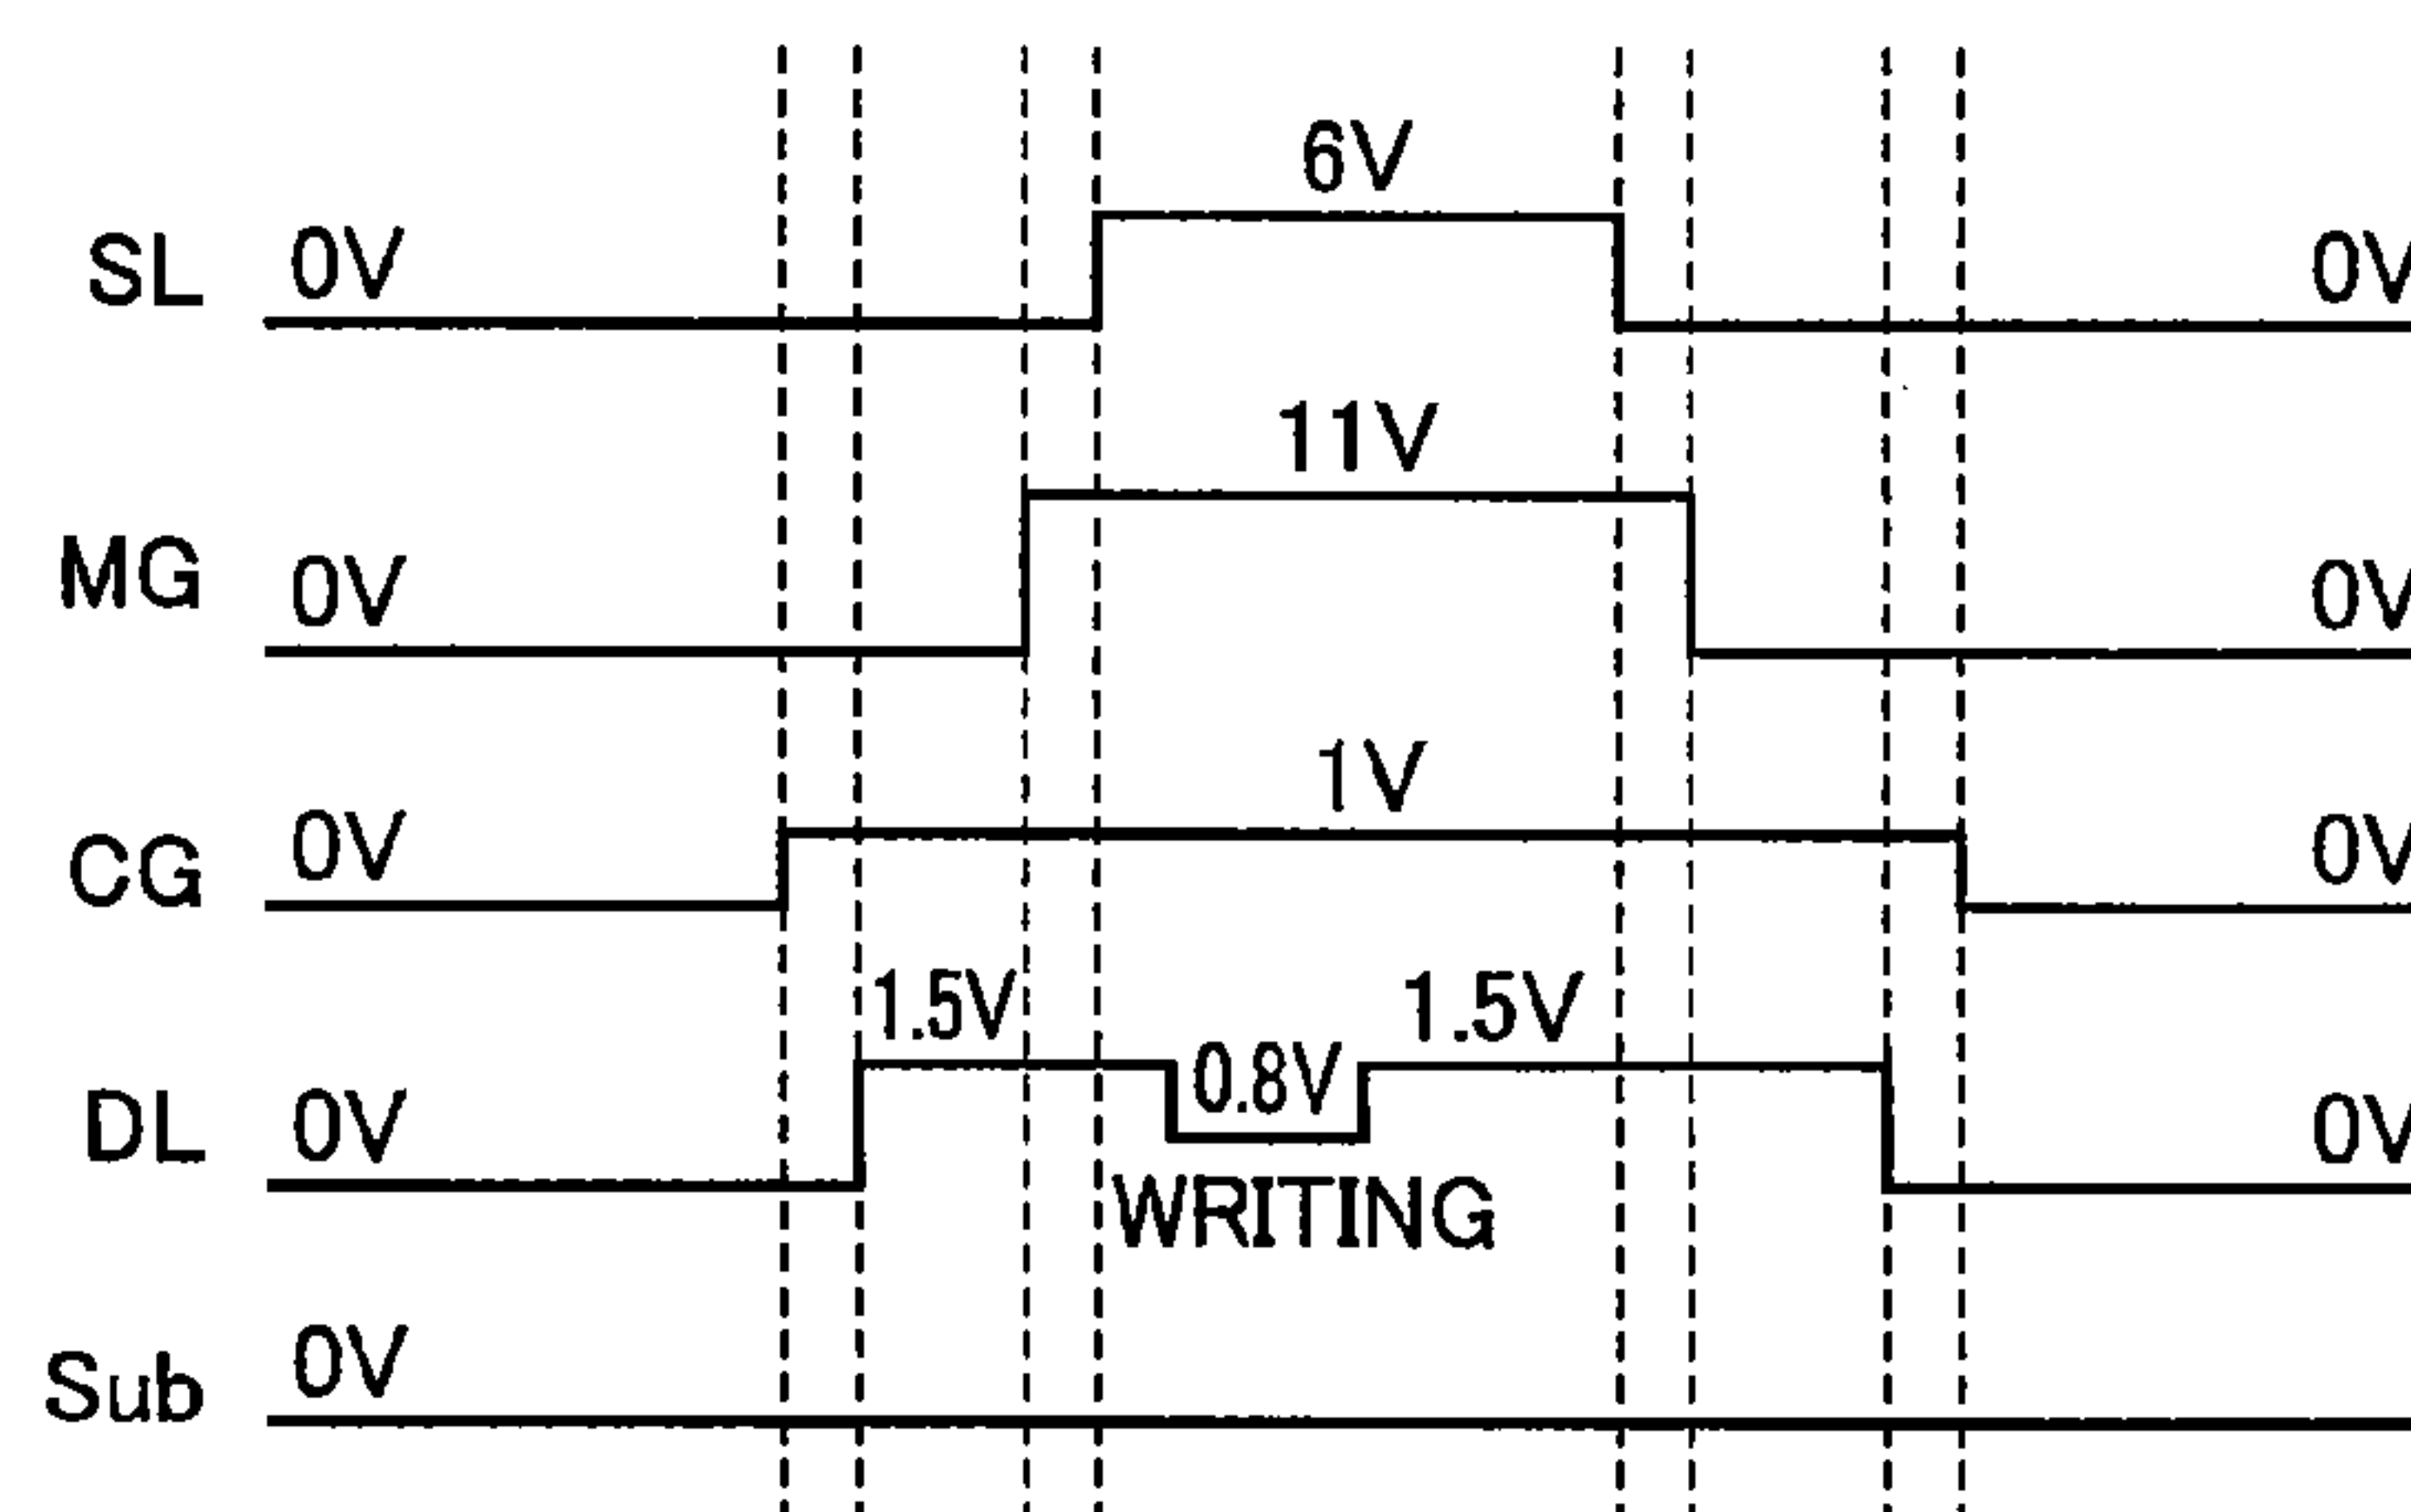 6V
SL 0V 0V
11V
MG 0V 0V
1V
CG 0V 0V
1.5V 1.5V
0.8V
DL 0V 0V
WRITING
Sub 0V